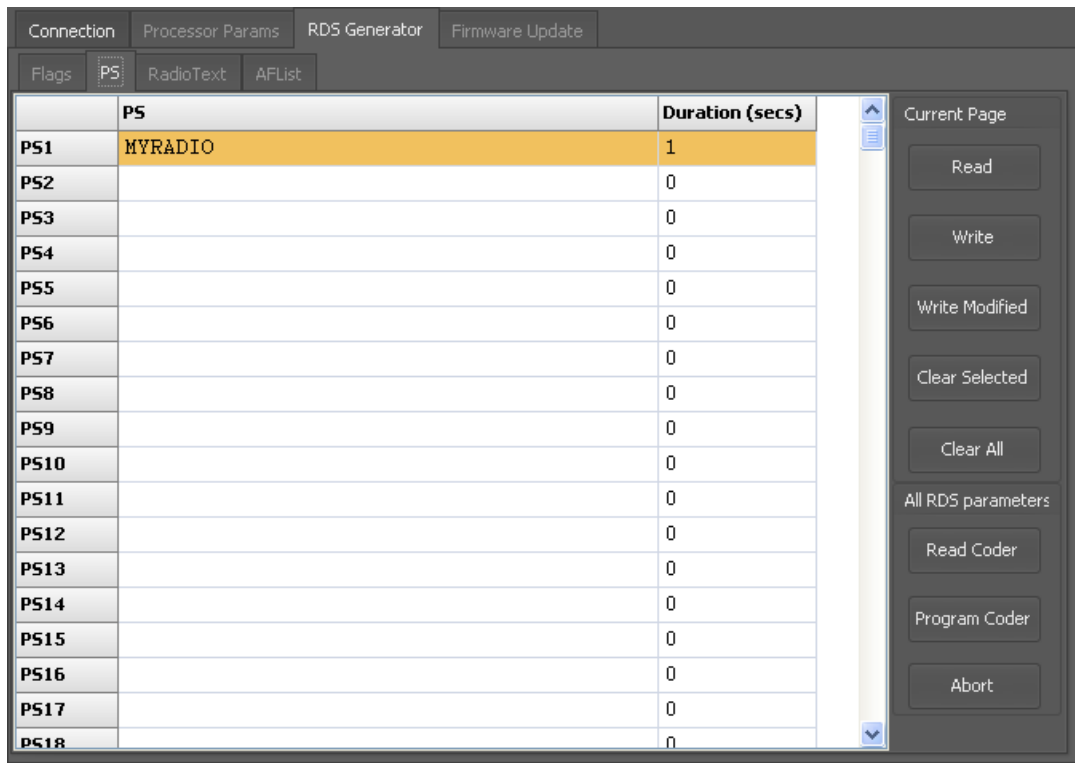 Connection Processor Params RDS Generator Firmware Update
Flags PS RadioText AFList
PS Duration (secs)
PS1 MYRADIO 1
PS2 0
PS3 0
PS4 0
PS5 0
PS6 0
PS7 0
PS8 0
PS9 0
PS10 0
PS11 0
PS12 0
PS13 0
PS14 0
PS15 0
PS16 0
PS17 0
PS18 0
Current Page
Read
Write
Write Modified
Clear Selected
Clear All
All RDS parameters
Read Coder
Program Coder
Abort